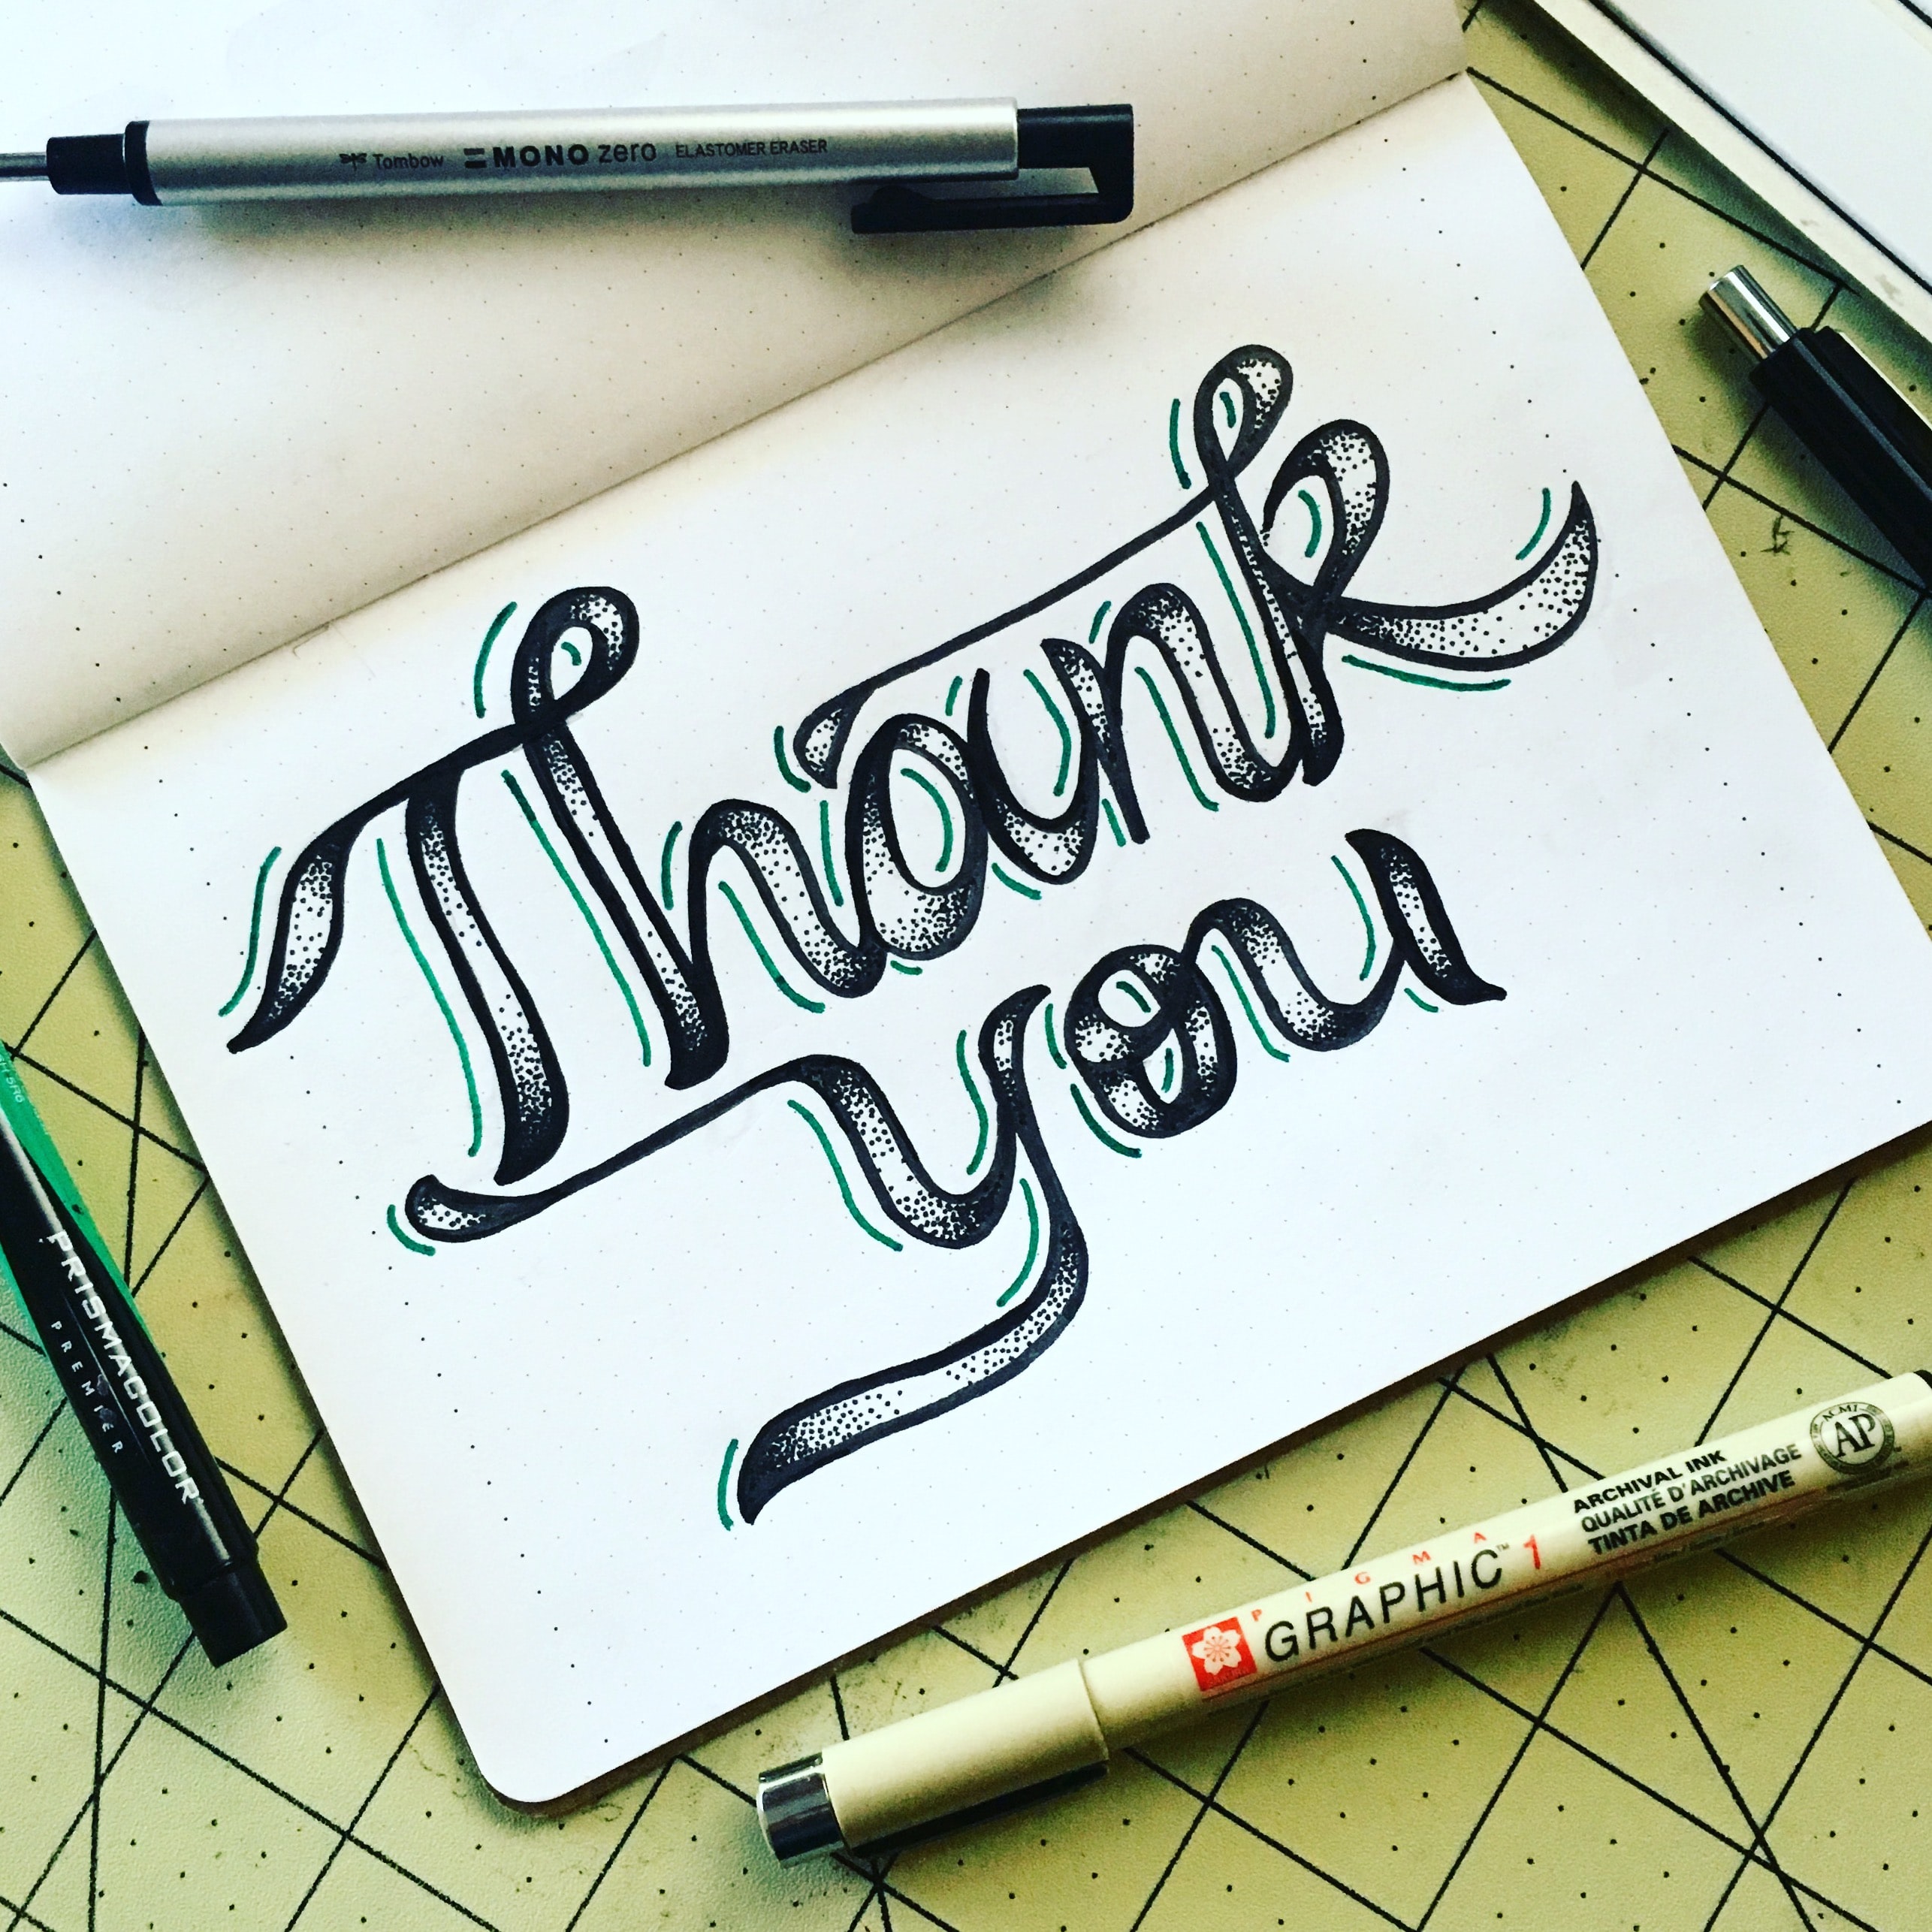 Tombow MONO zero ELASTOMER ERASER
Thank
you
PRISMACOLOR
PREMIER
PIGMA
GRAPHIC™ 1
ARCHIVAL INK
QUALITÉ D'ARCHIVAGE
TINTA DE ARCHIVE
ACMI
AP